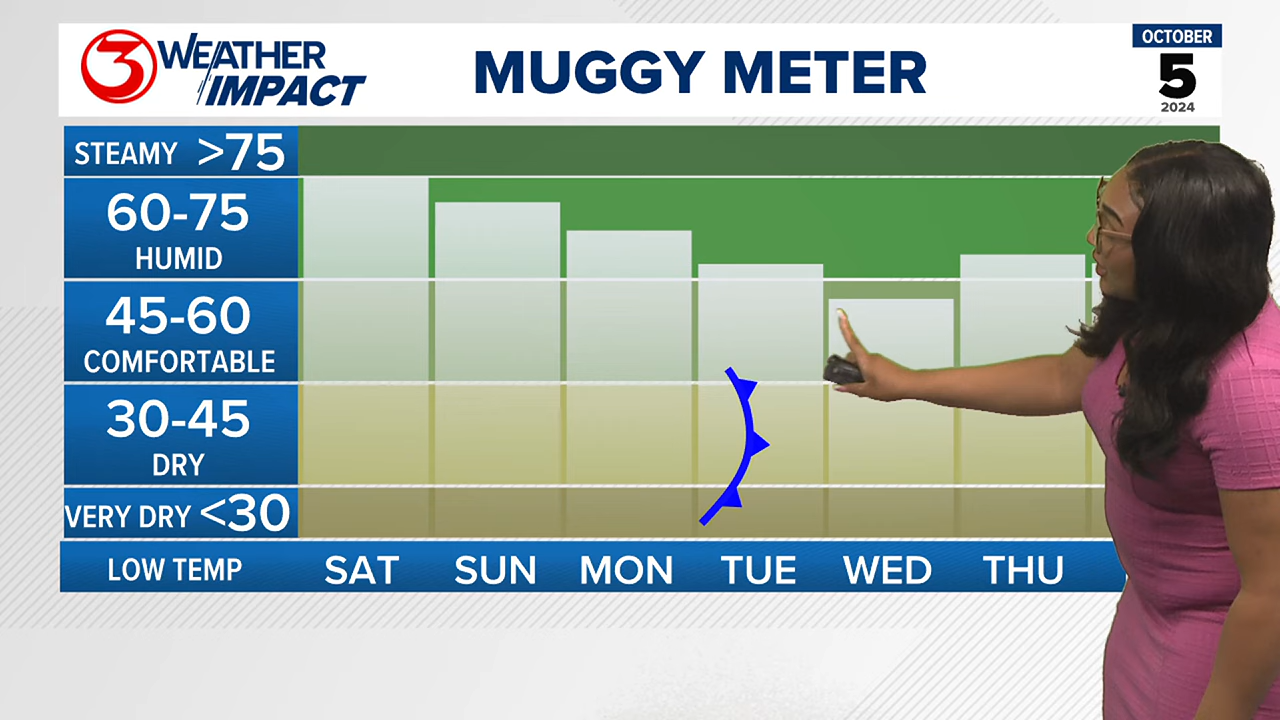 3 WEATHER
IMPACT
MUGGY METER
OCTOBER
5
2024
STEAMY >75
60-75
HUMID
45-60
COMFORTABLE
30-45
DRY
VERY DRY <30
LOW TEMP SAT SUN MON TUE WED THU